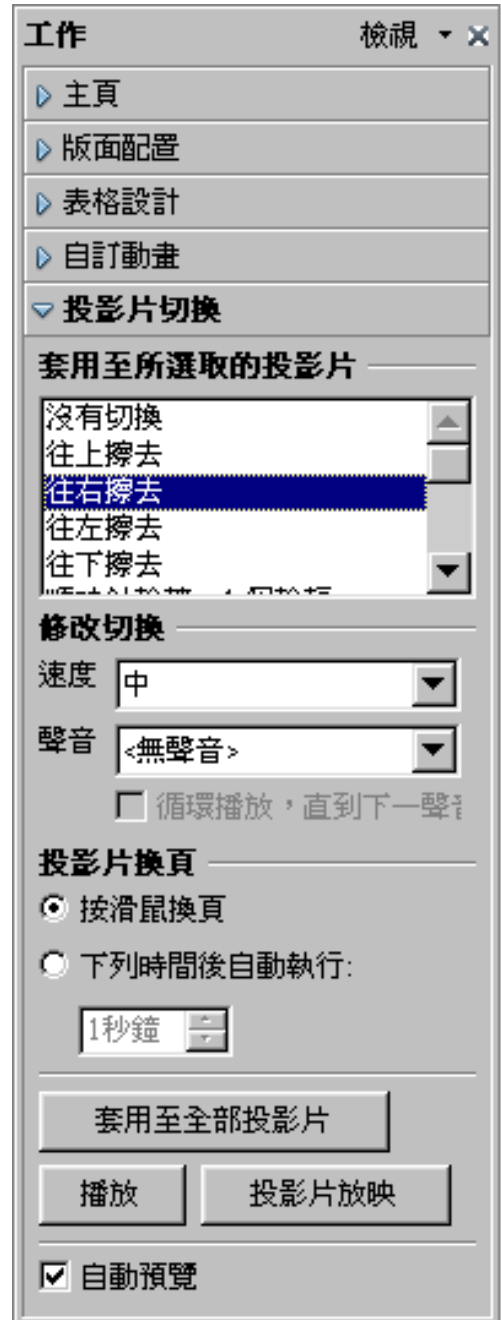 工作 檢視
主頁
版面配置
表格設計
自訂動畫
投影片切換
套用至所選取的投影片
沒有切換
往上擦去
往右擦去
往左擦去
往下擦去
修改切換
速度 中
聲音 <無聲音>
循環播放，直到下一聲
投影片換頁
按滑鼠換頁
下列時間後自動執行:
1秒鐘
套用至全部投影片
播放 投影片放映
自動預覽